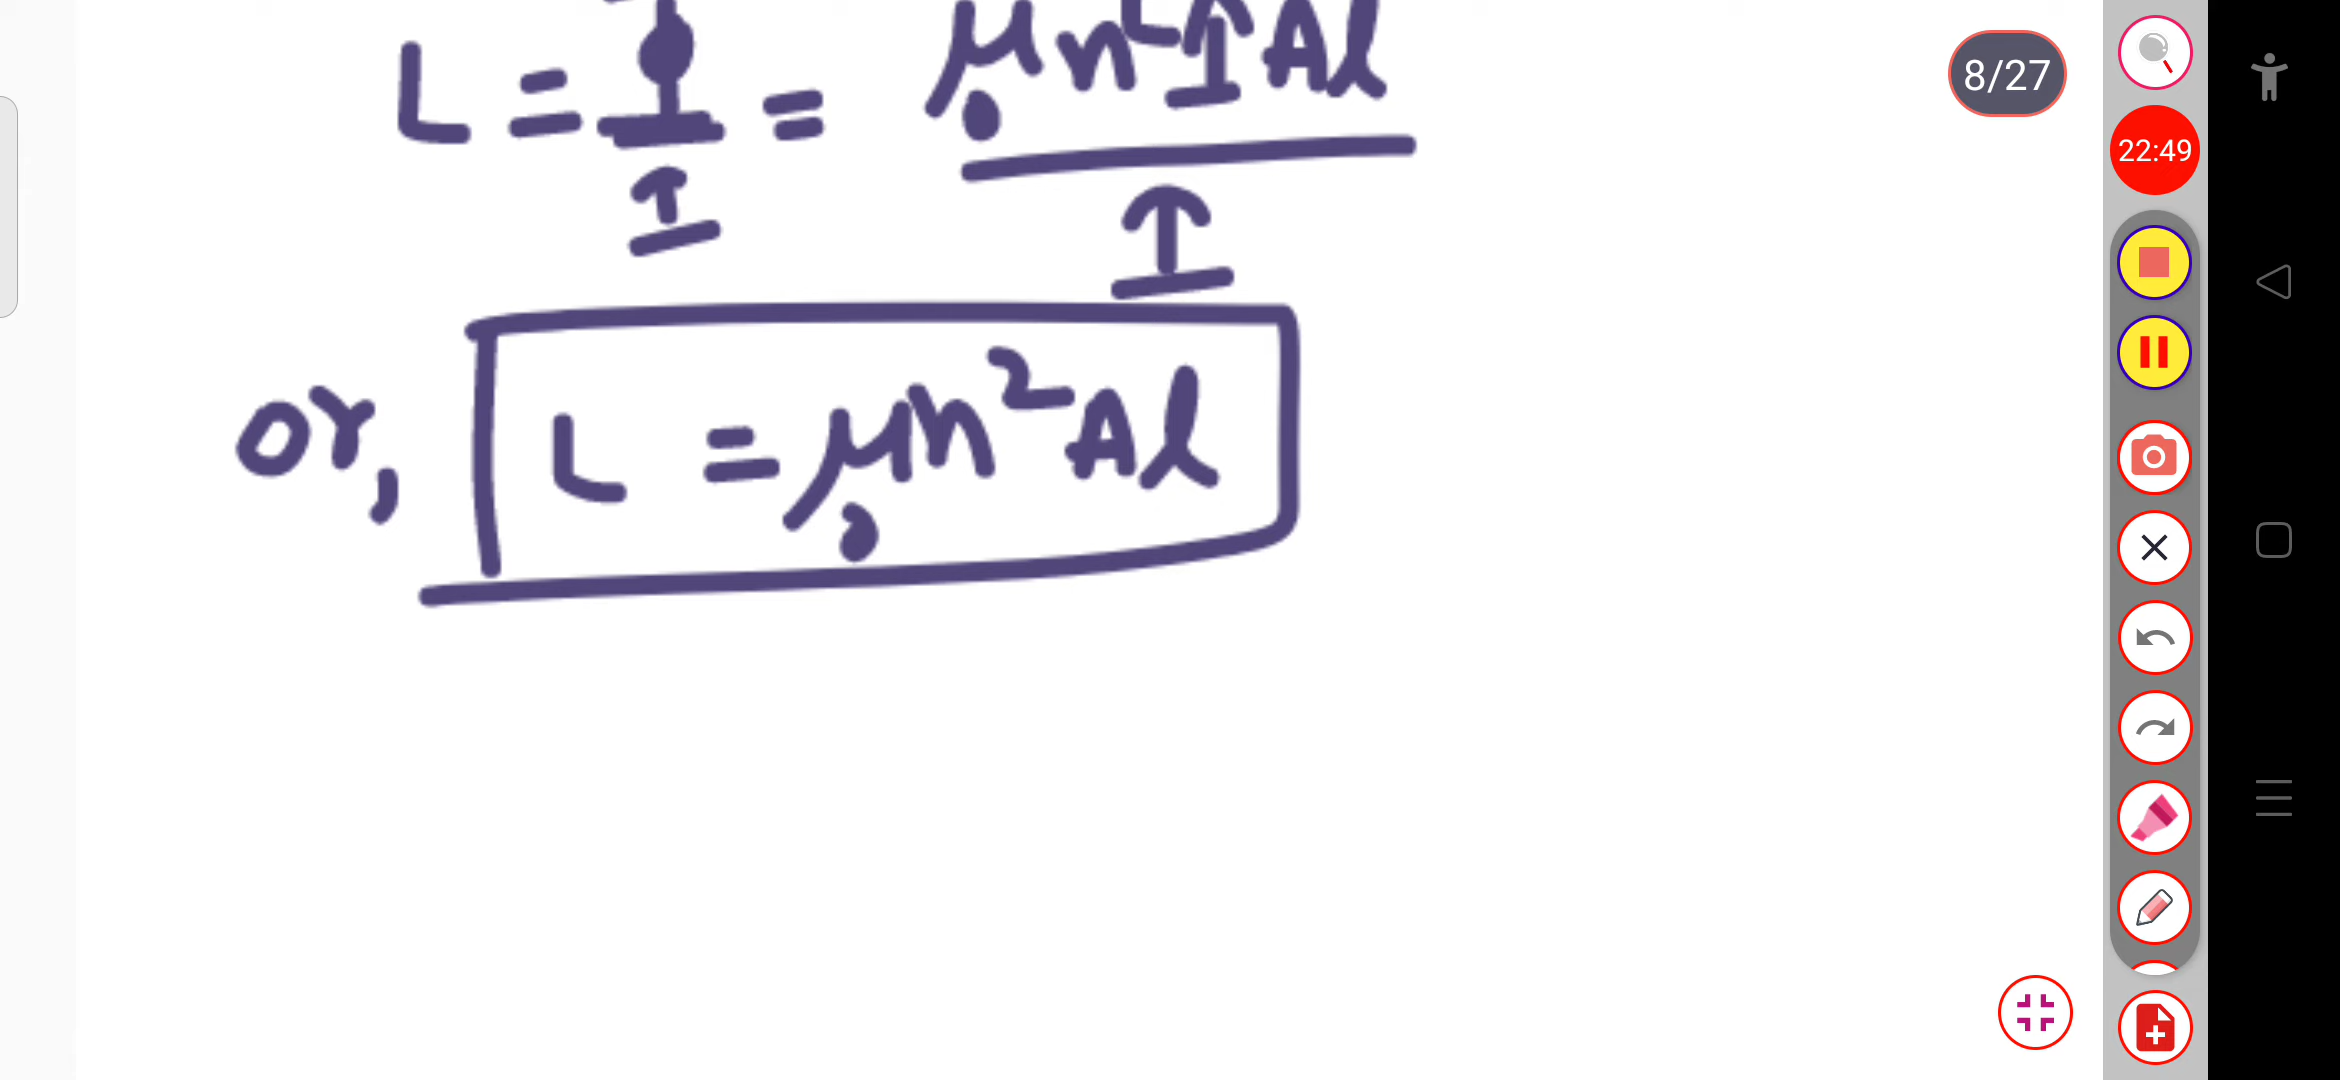 L = Φ/I = μ₀n²IAl/I
8/27
22:49
or, L = μ₀n²Al